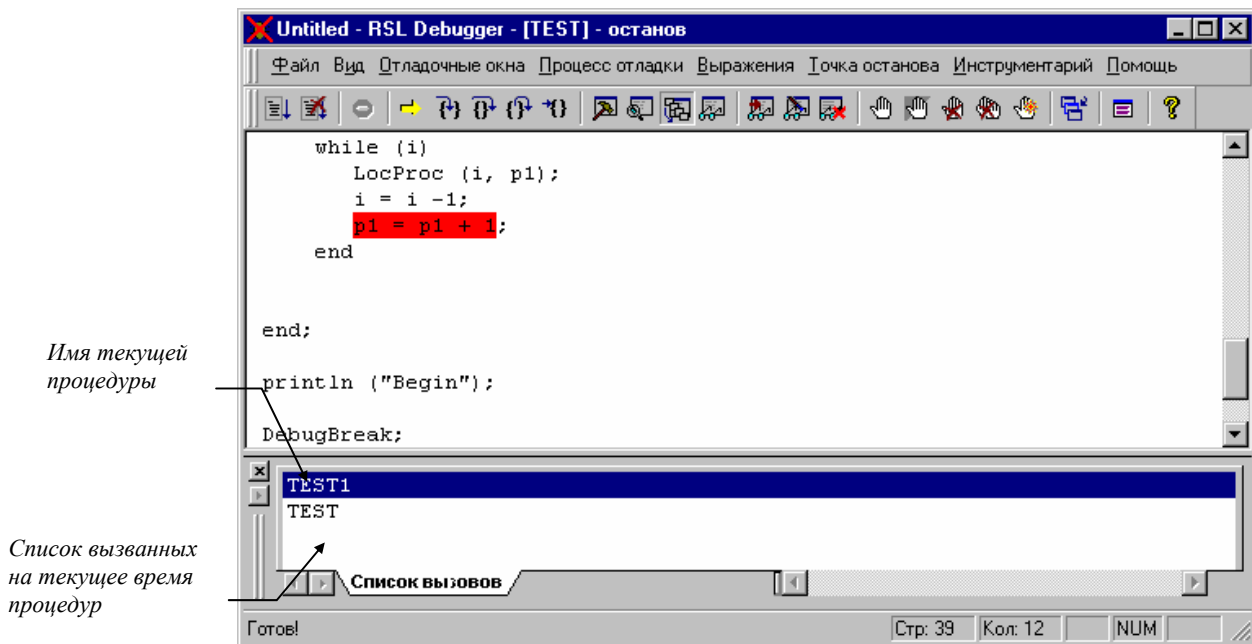 Untitled - RSL Debugger - [TEST] - останов
Файл Вид Отладочные окна Процесс отладки Выражения Точка останова Инструментарий Помощь
while (i)
LocProc (i, p1);
i = i -1;
p1 = p1 + 1;
end
end;
println ("Begin");
DebugBreak;
Имя текущей
процедуры
TEST1
TEST
Список вызванных
на текущее время
процедур
Список вызовов
Готов!
Стр: 39
Кол: 12
NUM